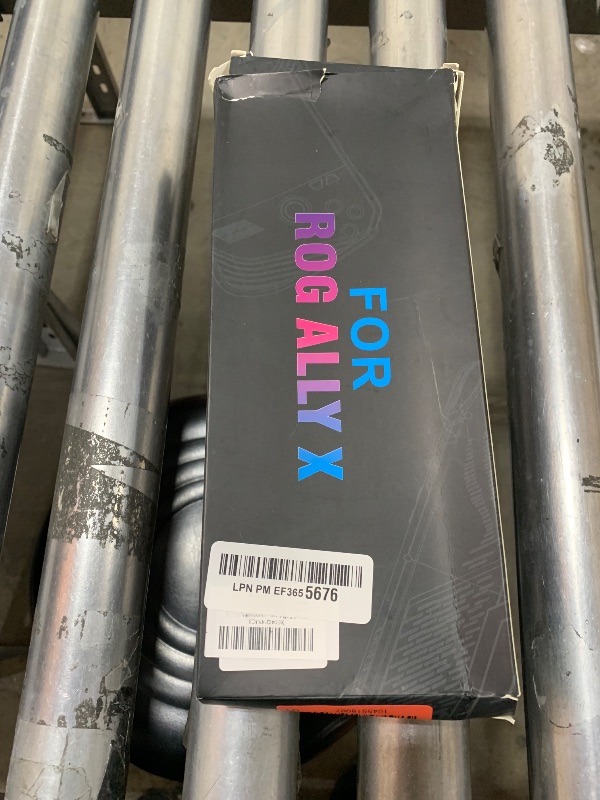 FOR
ROG ALLY X
LPN PM EF365 5676